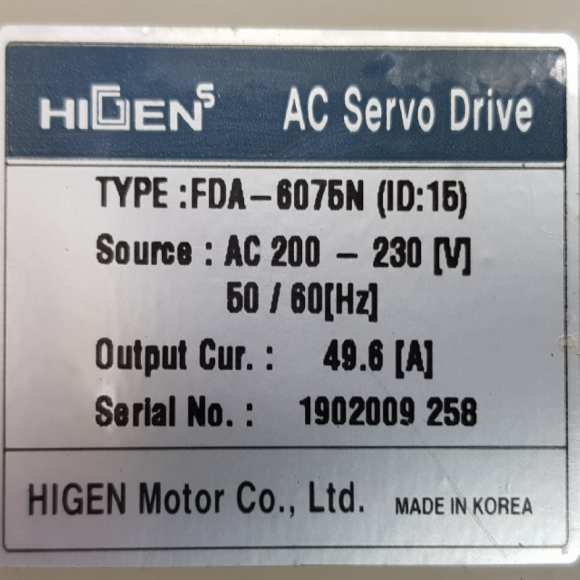 HIGENS AC Servo Drive
TYPE :FDA-6075N (ID:15)
Source : AC 200 - 230 [V]
50 / 60[Hz]
Output Cur. : 49.6 [A]
Serial No. : 1902009 258
HIGEN Motor Co., Ltd. MADE IN KOREA